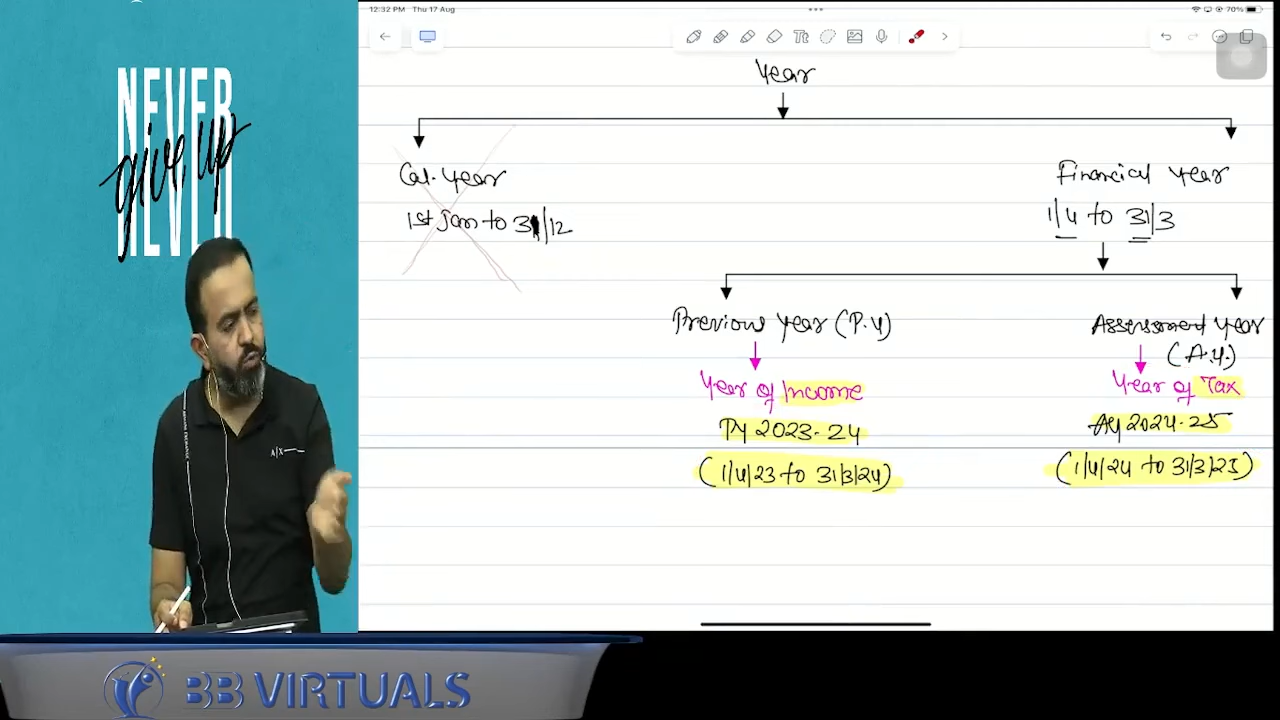 12:32 PM Thu 17 Aug
70%
NEVER
give up
NEVER
Year
Cal. Year
1st Jan to 31/12
Financial Year
1/4 to 31/3
Previous Year (P.Y)
Assessment Year
(A.Y.)
Year of Income
Year of Tax
PY 2023-24
AY 2024-25
(1/4/23 to 31/3/24)
(1/4/24 to 31/3/25)
A|X
BB VIRTUALS